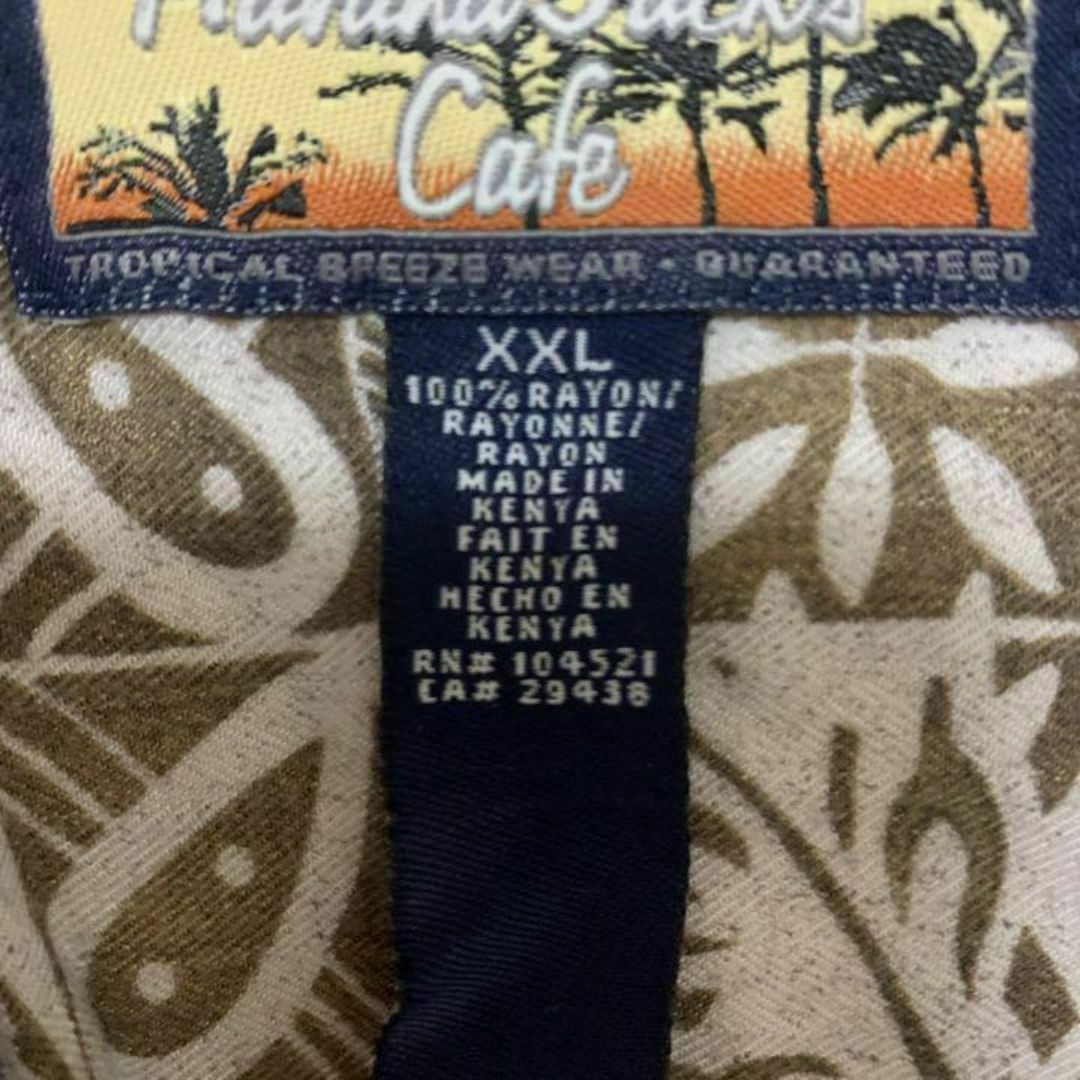 Cafe
TROPICAL BREEZE WEAR • GUARANTEED
XXL
100% RAYON/
RAYONNE/
RAYON
MADE IN
KENYA
FAIT EN
KENYA
HECHO EN
KENYA
RN# 104521
CA# 29438